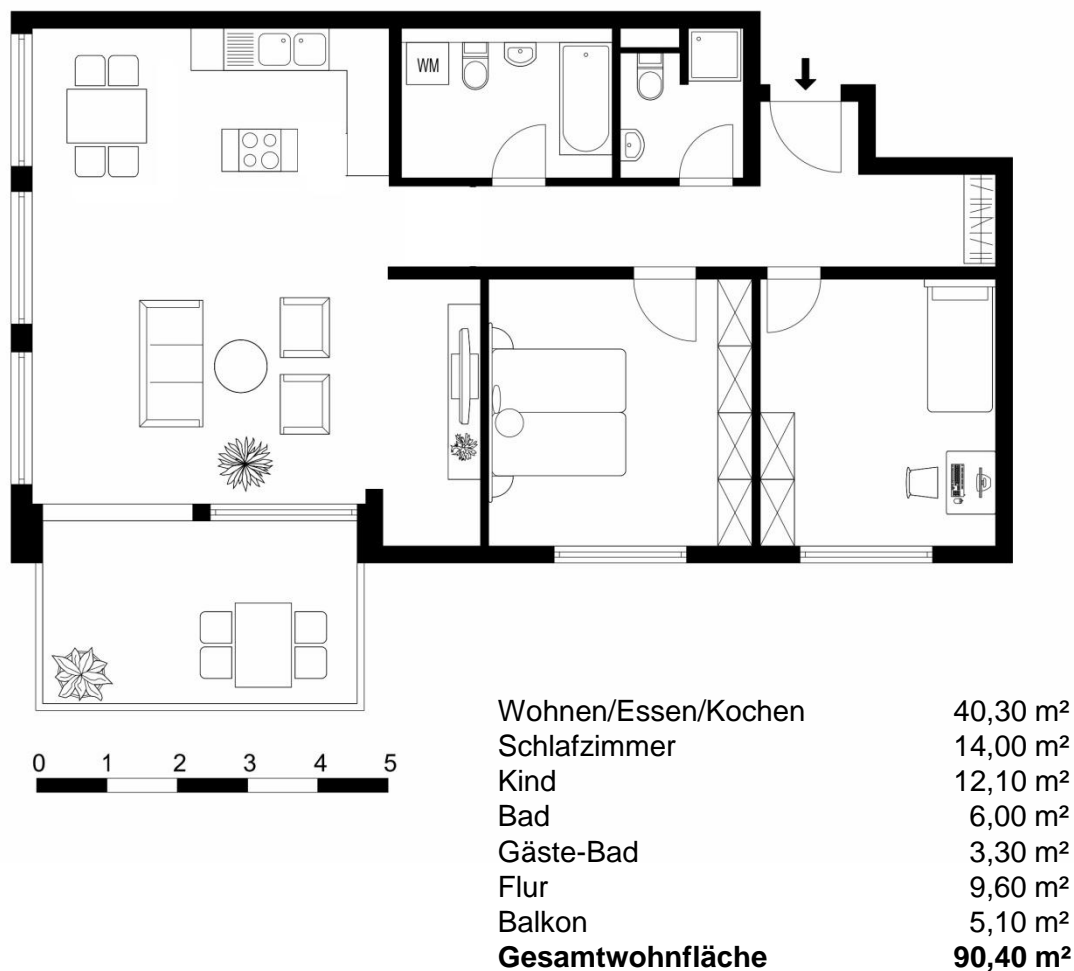 WM
0 1 2 3 4 5
Wohnen/Essen/Kochen 40,30 m²
Schlafzimmer 14,00 m²
Kind 12,10 m²
Bad 6,00 m²
Gäste-Bad 3,30 m²
Flur 9,60 m²
Balkon 5,10 m²
Gesamtwohnfläche 90,40 m²